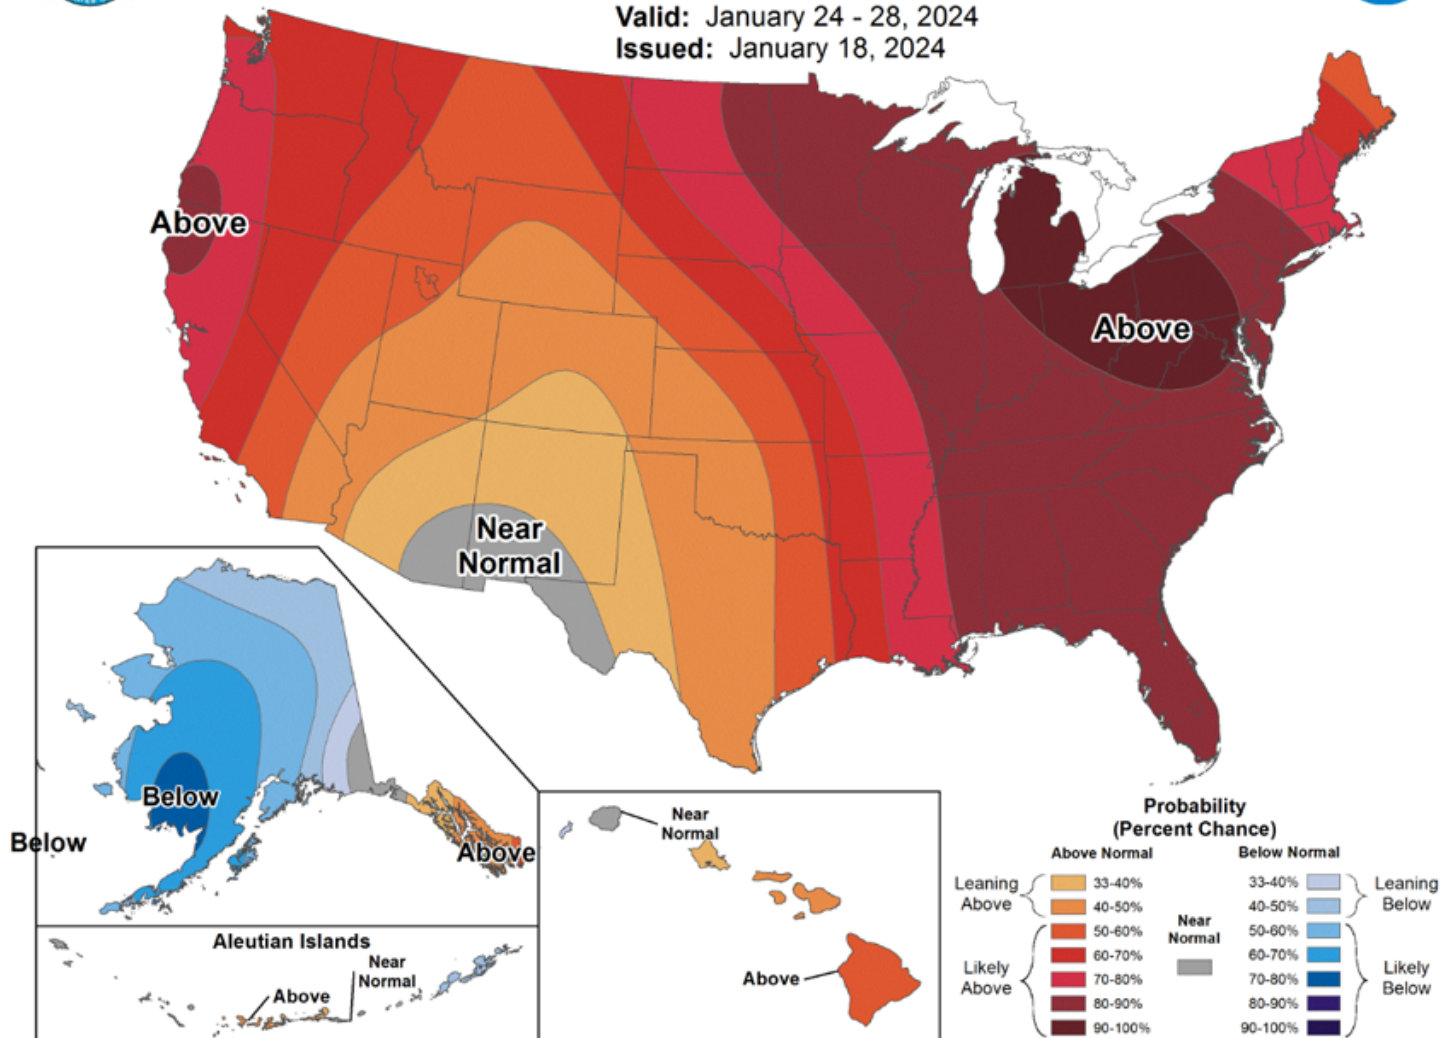 Valid: January 24 - 28, 2024
Issued: January 18, 2024
Above
Above
Near
Normal
Below
Below
Above
Aleutian Islands
Near
Normal
Above
Near
Normal
Above
Probability
(Percent Chance)
Above Normal
Below Normal
Leaning
Above
33-40%
40-50%
Likely
Above
50-60%
60-70%
70-80%
80-90%
90-100%
Near
Normal
33-40%
40-50%
Leaning
Below
50-60%
60-70%
70-80%
80-90%
90-100%
Likely
Below